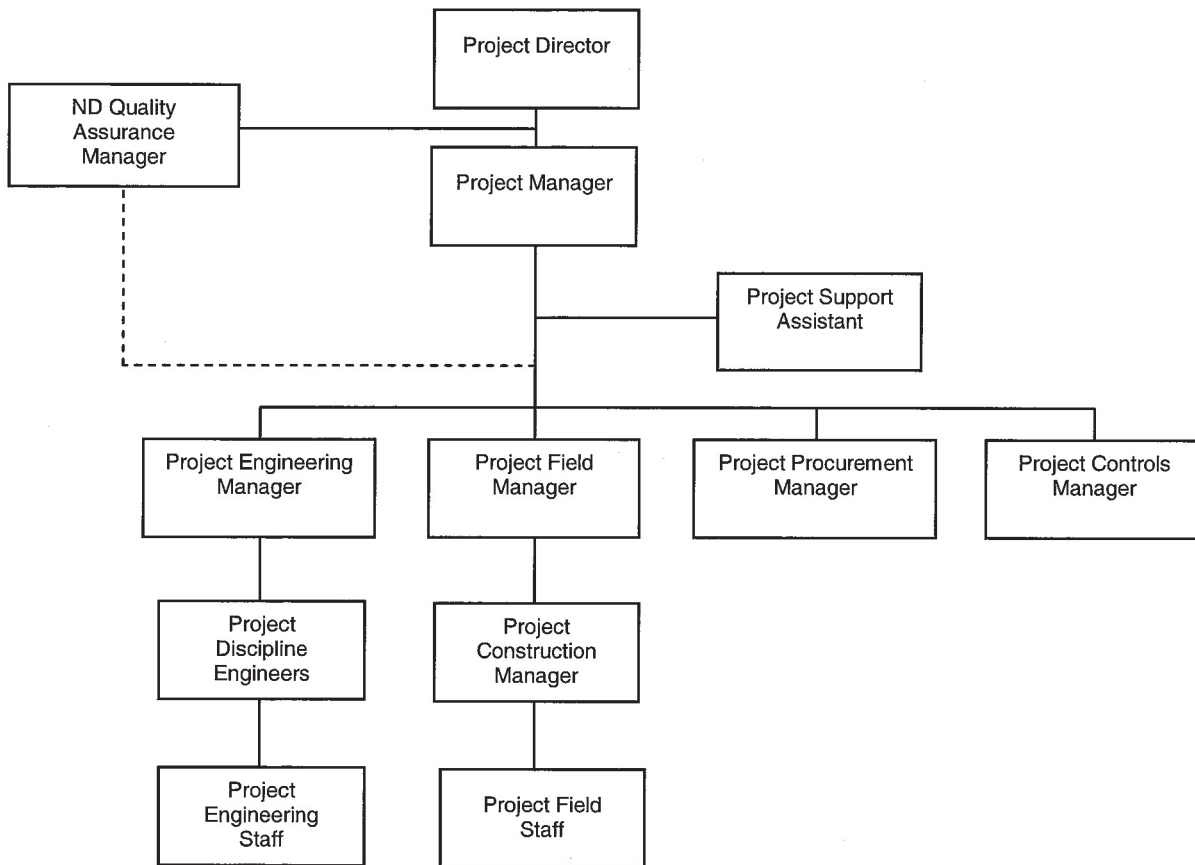 Project Director
ND Quality
Assurance
Manager
Project Manager
Project Support
Assistant
Project Engineering
Manager
Project Field
Manager
Project Procurement
Manager
Project Controls
Manager
Project
Discipline
Engineers
Project
Construction
Manager
Project
Engineering
Staff
Project Field
Staff